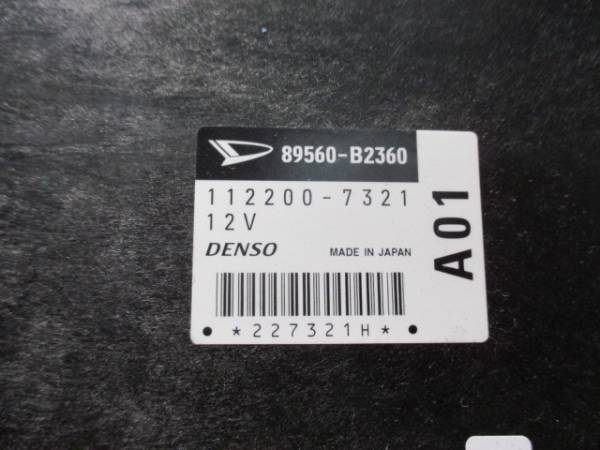 89560-B2360
112200-7321
12V
DENSO MADE IN JAPAN
*227321H*
A01